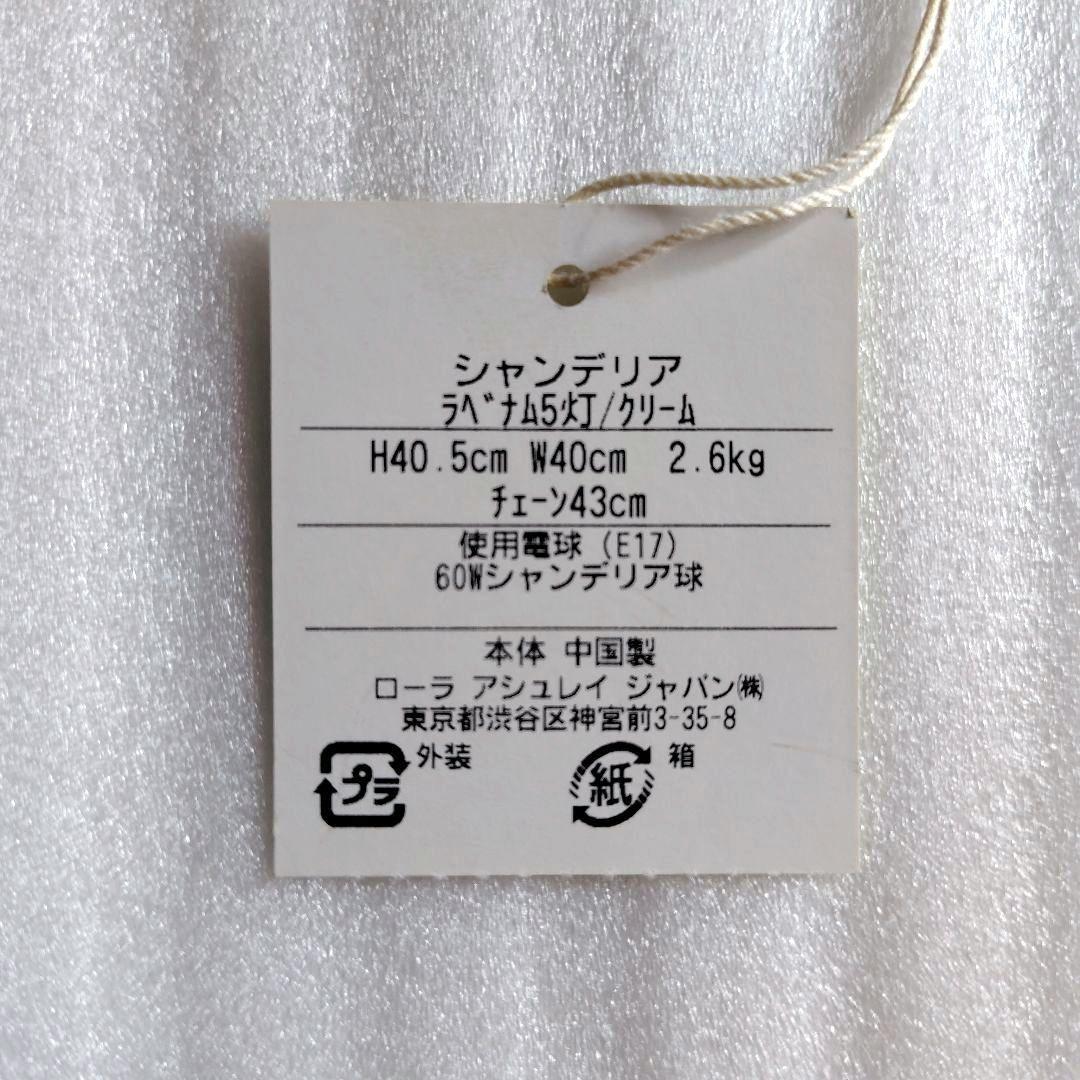 シャンデリア
ﾗﾍﾞﾅﾑ5灯/ｸﾘｰﾑ
H40.5cm W40cm 2.6kg
ﾁｪｰﾝ43cm
使用電球 (E17)
60Wシャンデリア球
本体 中国製
ローラ アシュレイ ジャパン㈱
東京都渋谷区神宮前3-35-8
プラ 外装 紙 箱